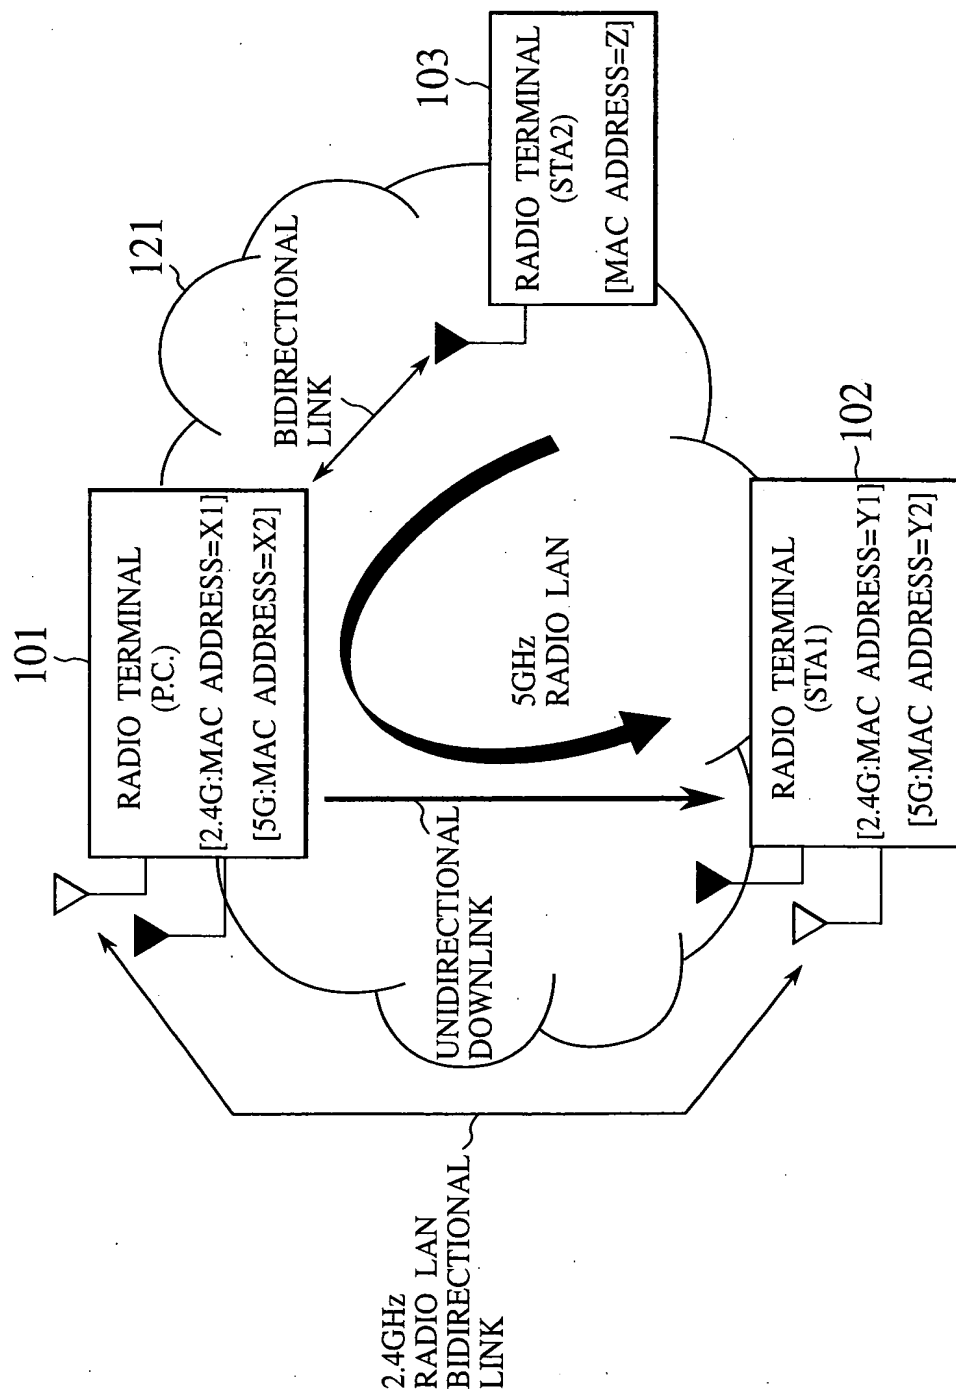 101
RADIO TERMINAL
(P.C.)
[2.4G:MAC ADDRESS=X1]
[5G:MAC ADDRESS=X2]
121
BIDIRECTIONAL
LINK
103
RADIO TERMINAL
(STA2)
[MAC ADDRESS=Z]
5GHz
RADIO LAN
UNIDIRECTIONAL
DOWNLINK
102
RADIO TERMINAL
(STA1)
[2.4G:MAC ADDRESS=Y1]
[5G:MAC ADDRESS=Y2]
2.4GHz
RADIO LAN
BIDIRECTIONAL
LINK